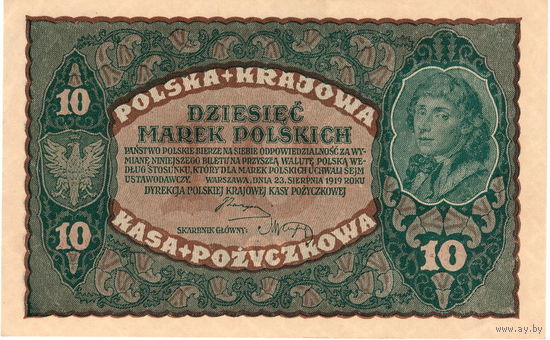 POLSKA+KRAJOWA
10
DZIESIĘĆ
MAREK POLSKICH
PAŃSTWO POLSKIE BIERZE NA SIEBIE ODPOWIEDZIALNOŚĆ ZA WY-
MIANĘ NINIEJSZEGO BILETU NA PRZYSZŁĄ WALUTĘ POLSKĄ WE-
DŁUG STOSUNKU, KTÓRY DLA MAREK POLSKICH UCHWALI SEJM
USTAWODAWCZY. WARSZAWA, DNIA 23. SIERPNIA 1919 ROKU
DYREKCJA POLSKIEJ KRAJOWEJ KASY POŻYCZKOWEJ
SKARBNIK GŁÓWNY:
10
10
KASA+POŻYCZKOWA
www.ay.by